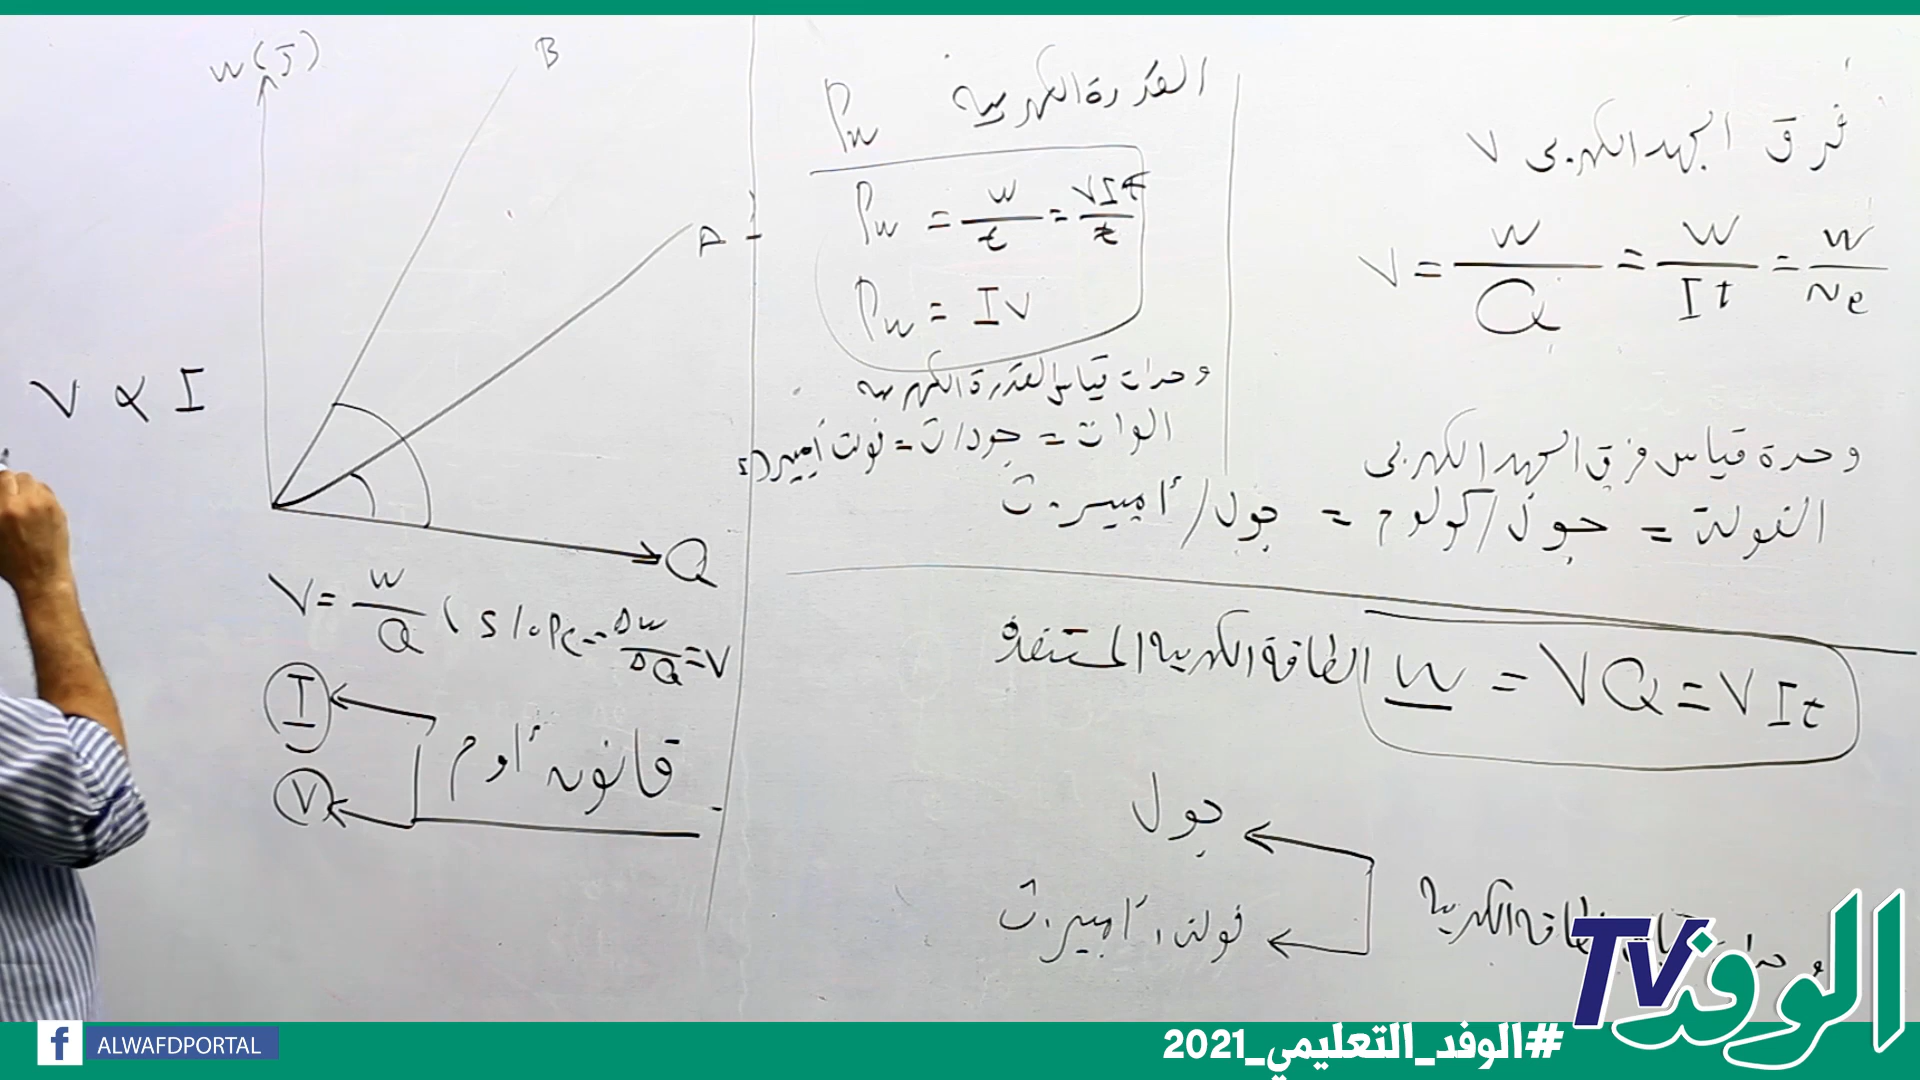 فرق الجهد الكهربى V
V = W/Q = W/It = W/Ne
وحدة قياس فرق الجهد الكهربى
الفولت = جول/كولوم = جول/أمبير.ث
القدرة الكهربية Pw
Pw = W/t = VIt/t
Pw = IV
وحدات قياس القدرة الكهربية
الوات = جول/ث = فولت.أمبير
الطاقة الكهربية المستنفذة W = VQ = VIt
جول
فولت.أمبير.ث
الطاقة الكهربية
W(J)
B
A
Q
V ∝ I
V = W/Q \ Slope = ΔW/ΔQ = V
قانون أوم
I
V
الوفد TV
#الوفد_التعليمي_2021
f ALWAFDPORTAL